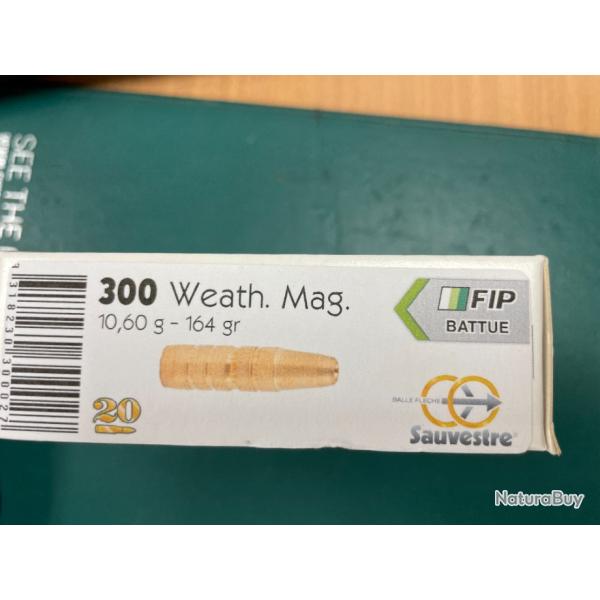 SEE THE
300 Weath. Mag.
10,60 g - 164 gr
FIP
BATTUE
20
BALLE FLECHE
Sauvestre
NaturaBuy